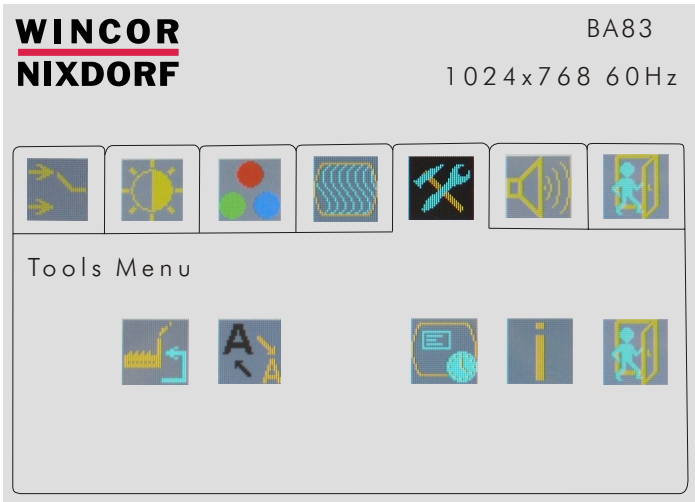 WINCOR
NIXDORF
BA83
1024x768 60Hz
Tools Menu
A
A
i